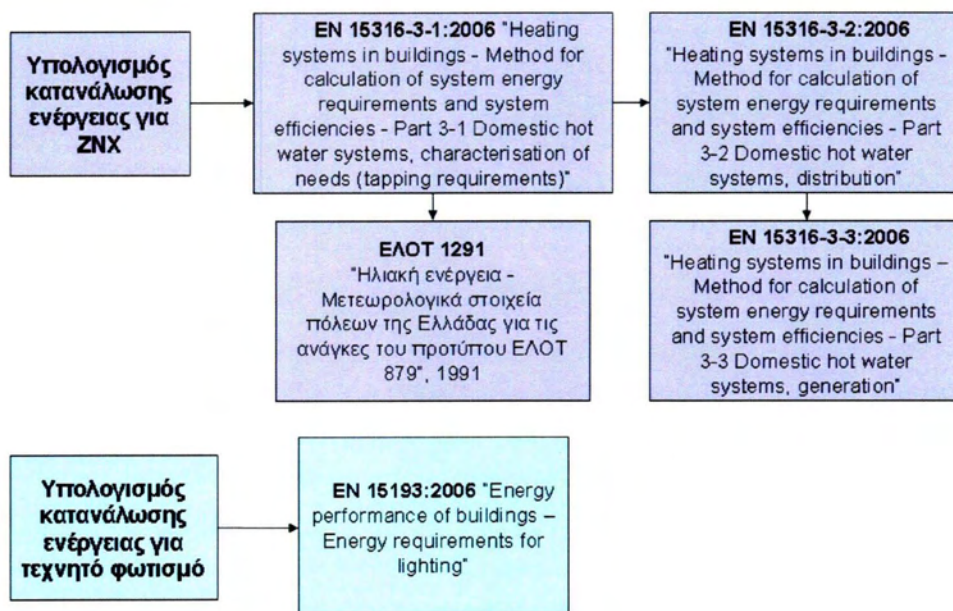 Υπολογισμός
κατανάλωσης
ενέργειας για
ΖΝΧ
EN 15316-3-1:2006 "Heating
systems in buildings - Method for
calculation of system energy
requirements and system
efficiencies - Part 3-1 Domestic hot
water systems, characterisation of
needs (tapping requirements)"
EN 15316-3-2:2006
"Heating systems in buildings -
Method for calculation of
system energy requirements
and system efficiencies - Part
3-2 Domestic hot water
systems, distribution"
ΕΛΟΤ 1291
"Ηλιακή ενέργεια -
Μετεωρολογικά στοιχεία
πόλεων της Ελλάδας για τις
ανάγκες του προτύπου ΕΛΟΤ
879", 1991
EN 15316-3-3:2006
"Heating systems in buildings –
Method for calculation of
system energy requirements
and system efficiencies - Part
3-3 Domestic hot water
systems, generation"
Υπολογισμός
κατανάλωσης
ενέργειας για
τεχνητό φωτισμό
EN 15193:2006 "Energy
performance of buildings –
Energy requirements for
lighting"